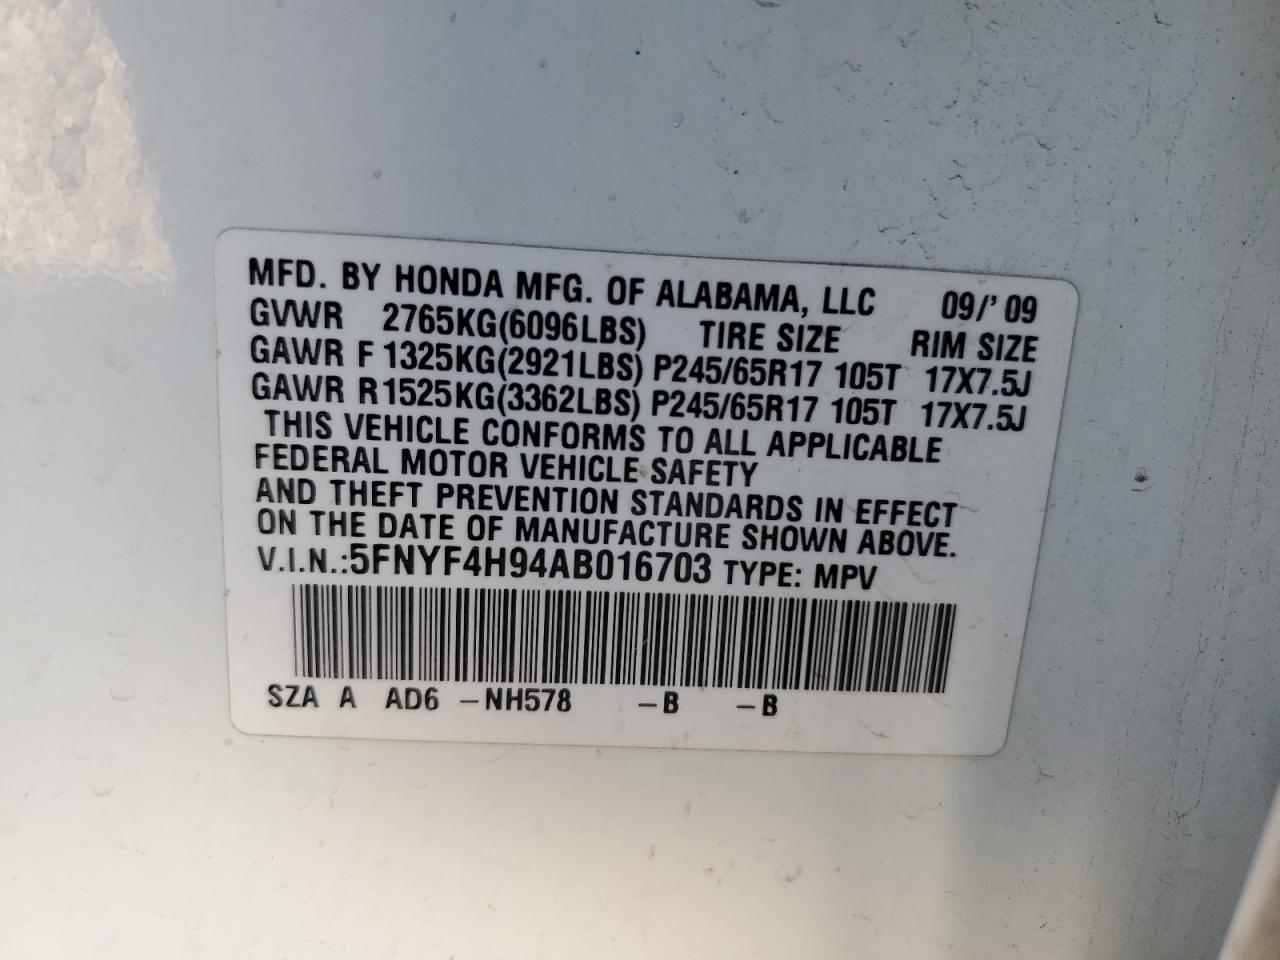 MFD. BY HONDA MFG. OF ALABAMA, LLC 09/' 09
GVWR 2765KG(6096LBS) TIRE SIZE RIM SIZE
GAWR F 1325KG(2921LBS) P245/65R17 105T 17X7.5J
GAWR R1525KG(3362LBS) P245/65R17 105T 17X7.5J
THIS VEHICLE CONFORMS TO ALL APPLICABLE
FEDERAL MOTOR VEHICLE SAFETY
AND THEFT PREVENTION STANDARDS IN EFFECT
ON THE DATE OF MANUFACTURE SHOWN ABOVE.
V.I.N.:5FNYF4H94AB016703 TYPE: MPV
SZA A AD6 -NH578 -B -B